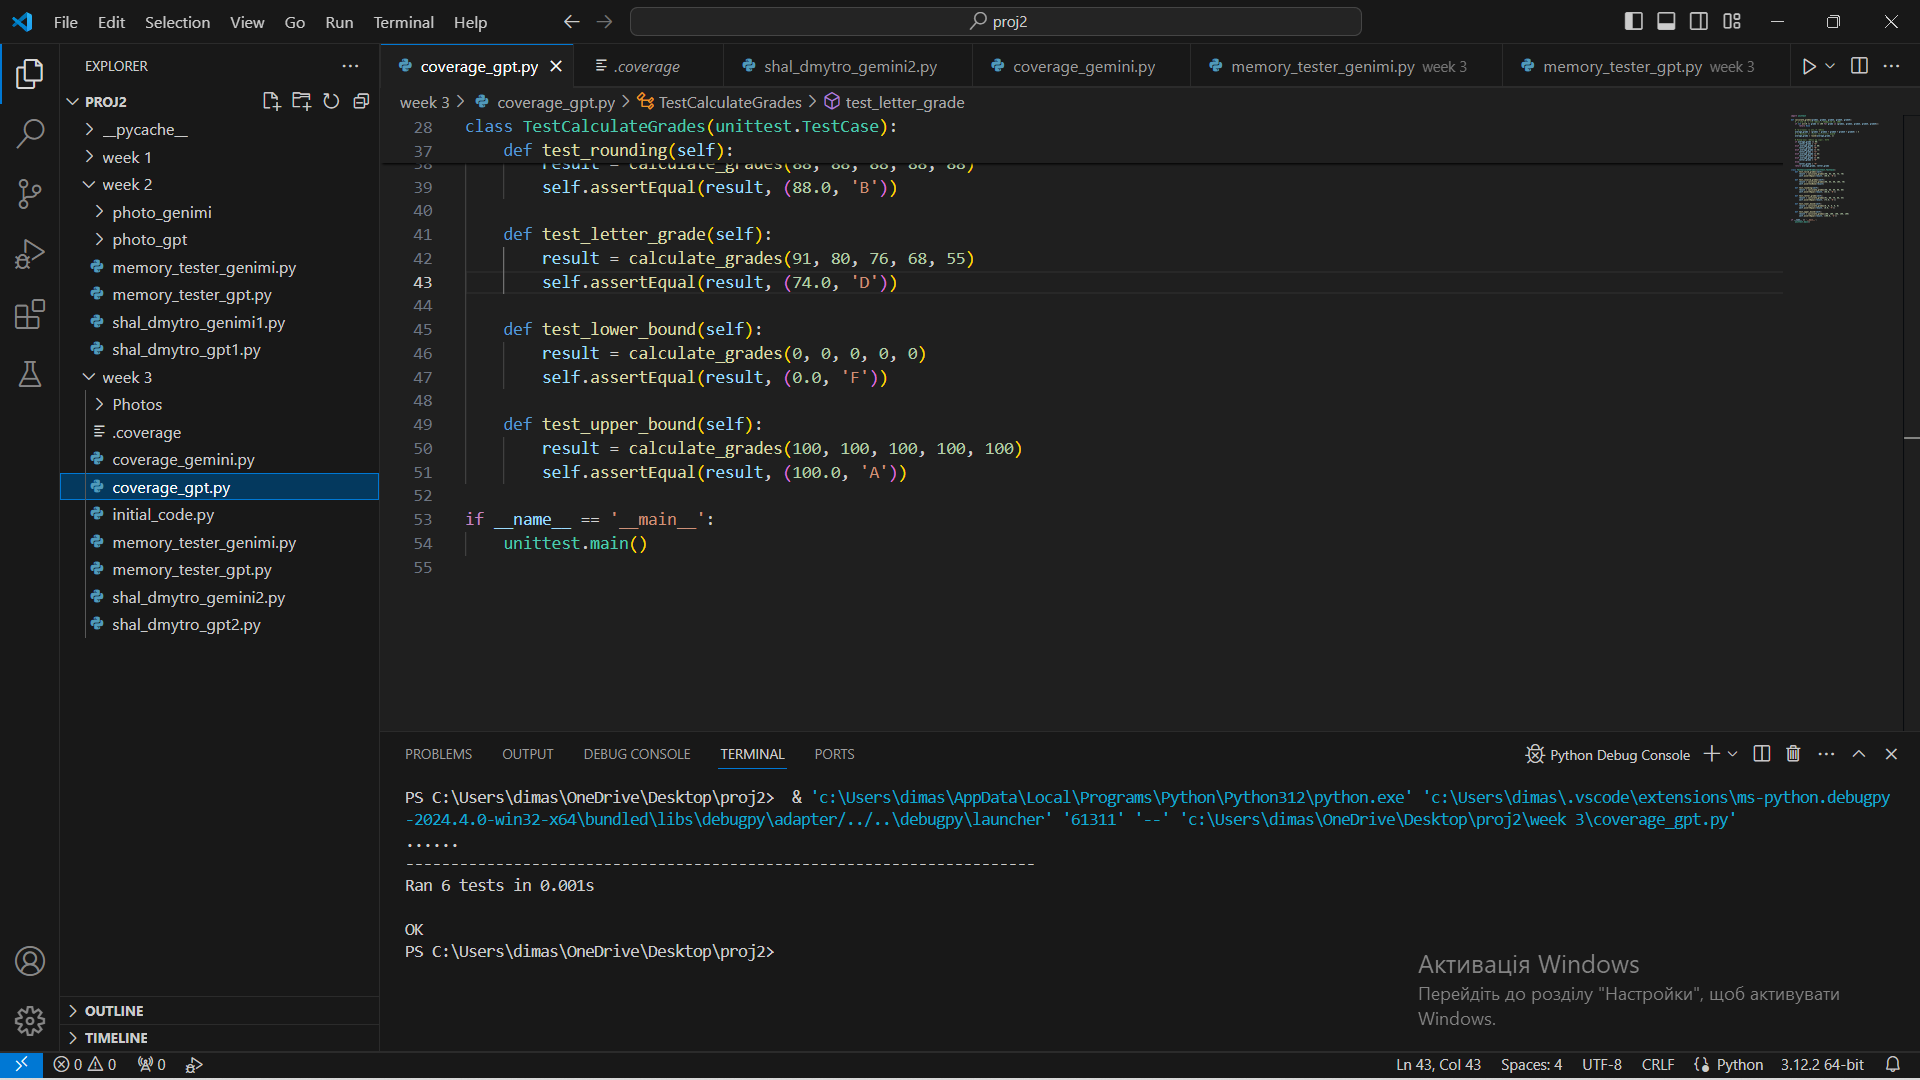 File Edit Selection View Go Run Terminal Help
proj2
EXPLORER
PROJ2
__pycache__
week 1
week 2
photo_genimi
photo_gpt
memory_tester_genimi.py
memory_tester_gpt.py
shal_dmytro_genimi1.py
shal_dmytro_gpt1.py
week 3
Photos
.coverage
coverage_gemini.py
coverage_gpt.py
initial_code.py
memory_tester_genimi.py
memory_tester_gpt.py
shal_dmytro_gemini2.py
shal_dmytro_gpt2.py
OUTLINE
TIMELINE
coverage_gpt.py .coverage shal_dmytro_gemini2.py coverage_gemini.py memory_tester_genimi.py week 3 memory_tester_gpt.py week 3
week 3 > coverage_gpt.py > TestCalculateGrades > test_letter_grade
28 class TestCalculateGrades(unittest.TestCase):
37 def test_rounding(self):
38 result = calculate_grades(88, 88, 88, 88, 88)
39 self.assertEqual(result, (88.0, 'B'))
40
41 def test_letter_grade(self):
42 result = calculate_grades(91, 80, 76, 68, 55)
43 self.assertEqual(result, (74.0, 'D'))
44
45 def test_lower_bound(self):
46 result = calculate_grades(0, 0, 0, 0, 0)
47 self.assertEqual(result, (0.0, 'F'))
48
49 def test_upper_bound(self):
50 result = calculate_grades(100, 100, 100, 100, 100)
51 self.assertEqual(result, (100.0, 'A'))
52
53 if __name__ == '__main__':
54 unittest.main()
55
PROBLEMS OUTPUT DEBUG CONSOLE TERMINAL PORTS
Python Debug Console
PS C:\Users\dimas\OneDrive\Desktop\proj2> & 'c:\Users\dimas\AppData\Local\Programs\Python\Python312\python.exe' 'c:\Users\dimas\.vscode\extensions\ms-python.debugpy
-2024.4.0-win32-x64\bundled\libs\debugpy\adapter/../..\debugpy\launcher' '61311' '--' 'c:\Users\dimas\OneDrive\Desktop\proj2\week 3\coverage_gpt.py'
......
----------------------------------------------------------------------
Ran 6 tests in 0.001s
OK
PS C:\Users\dimas\OneDrive\Desktop\proj2>
Активація Windows
Перейдіть до розділу "Настройки", щоб активувати
Windows.
0 0 0
Ln 43, Col 43 Spaces: 4 UTF-8 CRLF Python 3.12.2 64-bit